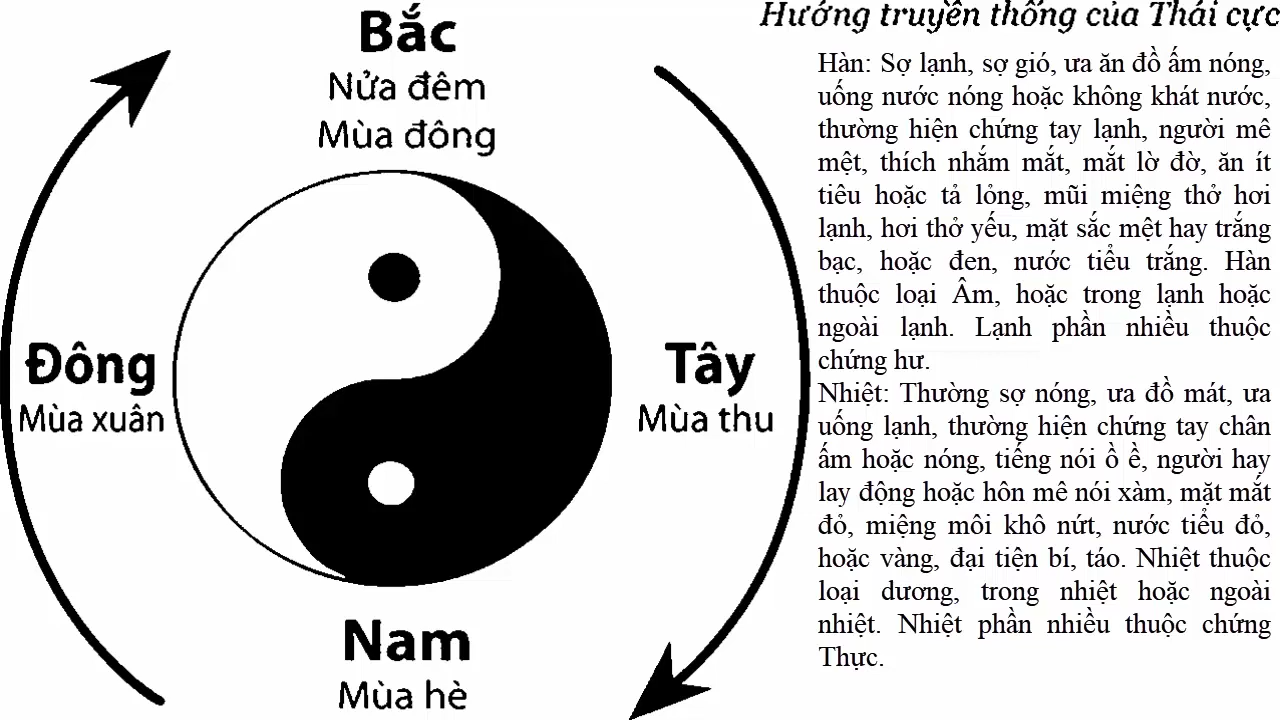 Bắc
Nửa đêm
Mùa đông
Đông
Mùa xuân
Tây
Mùa thu
Nam
Mùa hè
Hướng truyền thống của Thái cực
Hàn: Sợ lạnh, sợ gió, ưa ăn đồ ấm nóng,
uống nước nóng hoặc không khát nước,
thường hiện chứng tay lạnh, người mê
mệt, thích nhắm mắt, mắt lờ đờ, ăn ít
tiêu hoặc tả lỏng, mũi miệng thở hơi
lạnh, hơi thở yếu, mặt sắc mệt hay trắng
bạc, hoặc đen, nước tiểu trắng. Hàn
thuộc loại Âm, hoặc trong lạnh hoặc
ngoài lạnh. Lạnh phần nhiều thuộc
chứng hư.
Nhiệt: Thường sợ nóng, ưa đồ mát, ưa
uống lạnh, thường hiện chứng tay chân
ấm hoặc nóng, tiếng nói ồ ề, người hay
lay động hoặc hôn mê nói xàm, mặt mắt
đỏ, miệng môi khô nứt, nước tiểu đỏ,
hoặc vàng, đại tiện bí, táo. Nhiệt thuộc
loại dương, trong nhiệt hoặc ngoài
nhiệt. Nhiệt phần nhiều thuộc chứng
Thực.